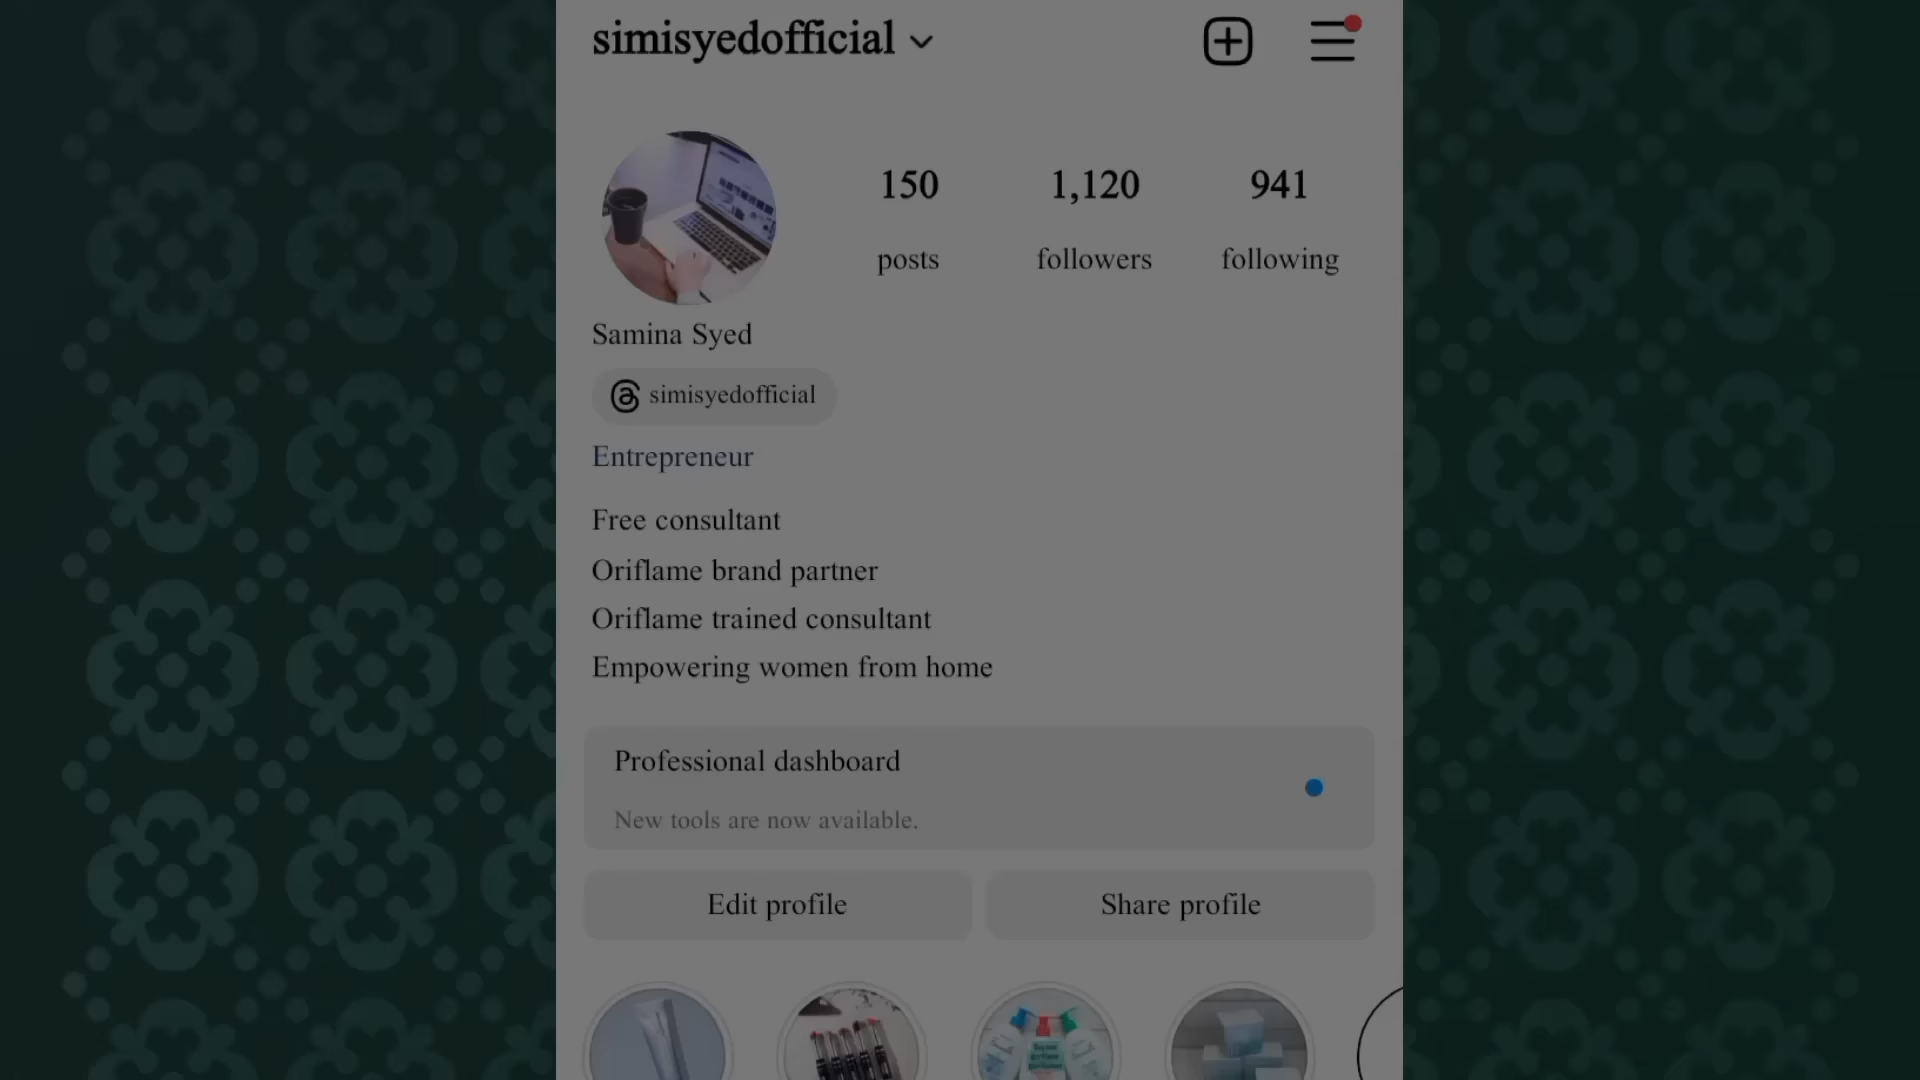 simisyedofficial
150 1,120 941
posts followers following
Samina Syed
simisyedofficial
Entrepreneur
Free consultant
Oriflame brand partner
Oriflame trained consultant
Empowering women from home
Professional dashboard
New tools are now available.
Edit profile Share profile